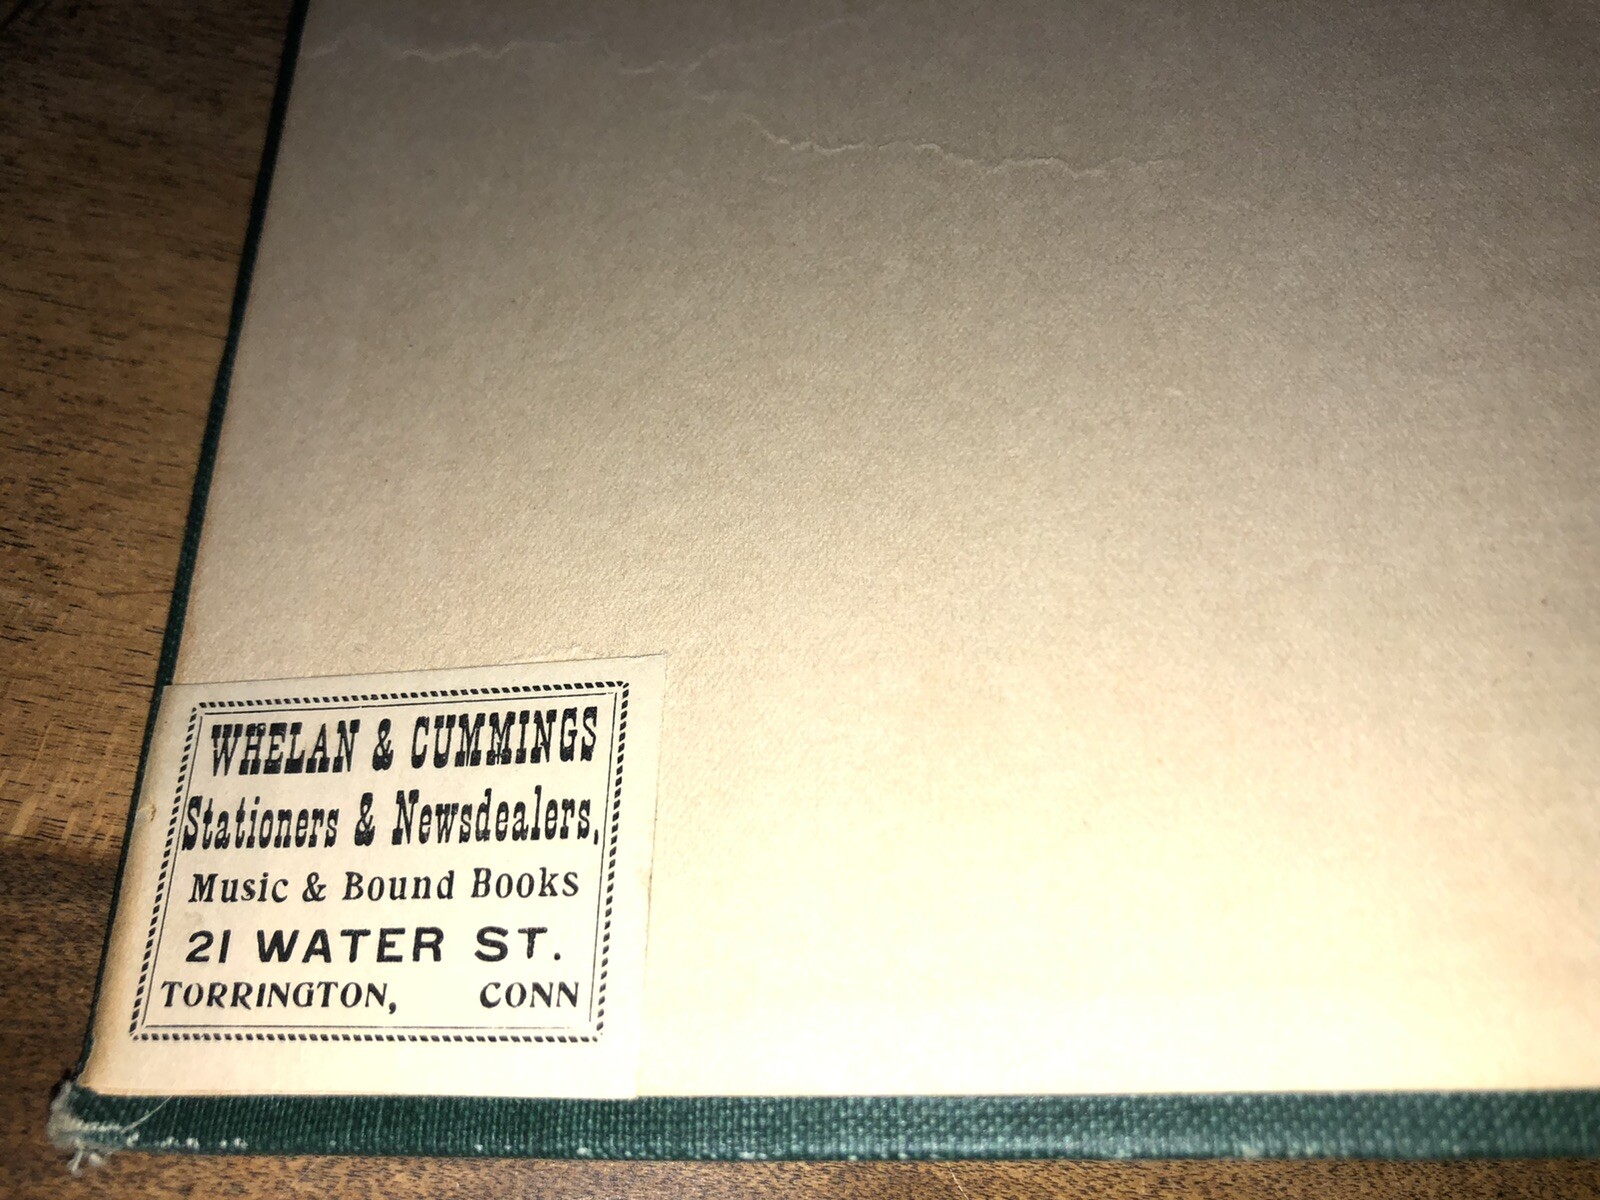 WHELAN & CUMMINGS
Stationers & Newsdealers,
Music & Bound Books
21 WATER ST.
TORRINGTON, CONN